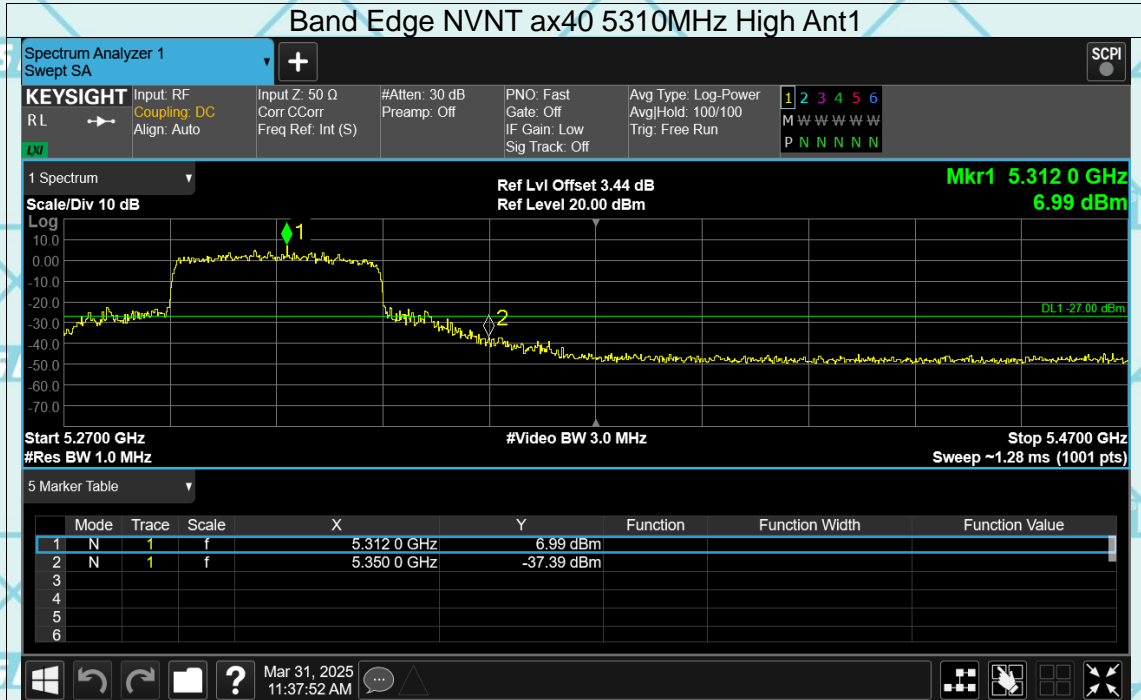 Band Edge NVNT ax40 5310MHz High Ant1
Spectrum Analyzer 1
Swept SA
SCPI
KEYSIGHT Input: RF Input Z: 50 Ω #Atten: 30 dB PNO: Fast Avg Type: Log-Power 1 2 3 4 5 6
RL Coupling: DC Corr CCorr Preamp: Off Gate: Off Avg|Hold: 100/100 M W W W W W
Align: Auto Freq Ref: Int (S) IF Gain: Low Trig: Free Run
LXI Sig Track: Off P N N N N N
1 Spectrum Ref Lvl Offset 3.44 dB Mkr1 5.312 0 GHz
Scale/Div 10 dB Ref Level 20.00 dBm 6.99 dBm
Log
1
10.0
0.00
-10.0
-20.0
DL1 -27.00 dBm
2
-30.0
-40.0
-50.0
-60.0
-70.0
Start 5.2700 GHz #Video BW 3.0 MHz Stop 5.4700 GHz
#Res BW 1.0 MHz Sweep ~1.28 ms (1001 pts)
5 Marker Table
Mode Trace Scale X Y Function Function Width Function Value
1 N 1 f 5.312 0 GHz 6.99 dBm
2 N 1 f 5.350 0 GHz -37.39 dBm
3
4
5
6
? Mar 31, 2025
11:37:52 AM